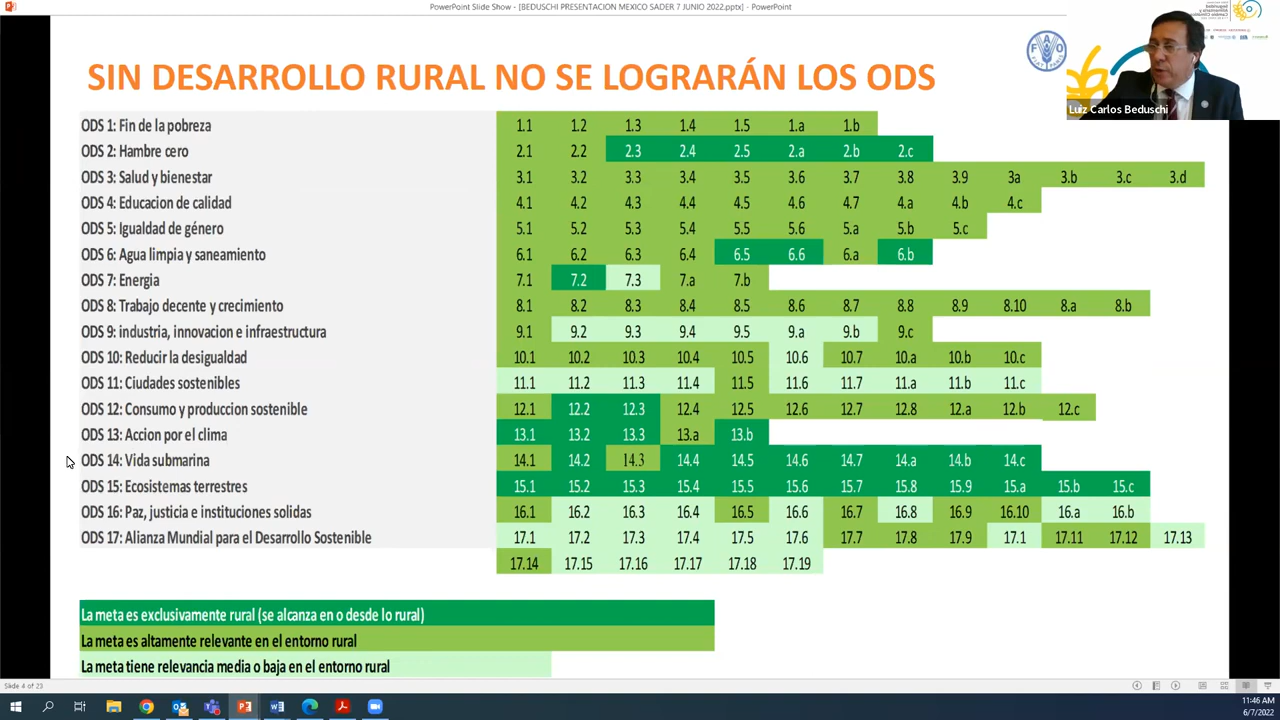 PowerPoint Slide Show - [BEDUSCHI PRESENTACION MEXICO SADER 7 JUNIO 2022.pptx] - PowerPoint
SIN DESARROLLO RURAL NO SE LOGRARÁN LOS ODS
Luiz Carlos Beduschi
ODS 1: Fin de la pobreza 1.1 1.2 1.3 1.4 1.5 1.a 1.b
ODS 2: Hambre cero 2.1 2.2 2.3 2.4 2.5 2.a 2.b 2.c
ODS 3: Salud y bienestar 3.1 3.2 3.3 3.4 3.5 3.6 3.7 3.8 3.9 3a 3.b 3.c 3.d
ODS 4: Educacion de calidad 4.1 4.2 4.3 4.4 4.5 4.6 4.7 4.a 4.b 4.c
ODS 5: Igualdad de género 5.1 5.2 5.3 5.4 5.5 5.6 5.a 5.b 5.c
ODS 6: Agua limpia y saneamiento 6.1 6.2 6.3 6.4 6.5 6.6 6.a 6.b
ODS 7: Energia 7.1 7.2 7.3 7.a 7.b
ODS 8: Trabajo decente y crecimiento 8.1 8.2 8.3 8.4 8.5 8.6 8.7 8.8 8.9 8.10 8.a 8.b
ODS 9: industria, innovacion e infraestructura 9.1 9.2 9.3 9.4 9.5 9.a 9.b 9.c
ODS 10: Reducir la desigualdad 10.1 10.2 10.3 10.4 10.5 10.6 10.7 10.a 10.b 10.c
ODS 11: Ciudades sostenibles 11.1 11.2 11.3 11.4 11.5 11.6 11.7 11.a 11.b 11.c
ODS 12: Consumo y produccion sostenible 12.1 12.2 12.3 12.4 12.5 12.6 12.7 12.8 12.a 12.b 12.c
ODS 13: Accion por el clima 13.1 13.2 13.3 13.a 13.b
ODS 14: Vida submarina 14.1 14.2 14.3 14.4 14.5 14.6 14.7 14.a 14.b 14.c
ODS 15: Ecosistemas terrestres 15.1 15.2 15.3 15.4 15.5 15.6 15.7 15.8 15.9 15.a 15.b 15.c
ODS 16: Paz, justicia e instituciones solidas 16.1 16.2 16.3 16.4 16.5 16.6 16.7 16.8 16.9 16.10 16.a 16.b
ODS 17: Alianza Mundial para el Desarrollo Sostenible 17.1 17.2 17.3 17.4 17.5 17.6 17.7 17.8 17.9 17.1 17.11 17.12 17.13
17.14 17.15 17.16 17.17 17.18 17.19
La meta es exclusivamente rural (se alcanza en o desde lo rural)
La meta es altamente relevante en el entorno rural
La meta tiene relevancia media o baja en el entorno rural
Slide 4 of 23
11:46 AM
6/7/2022